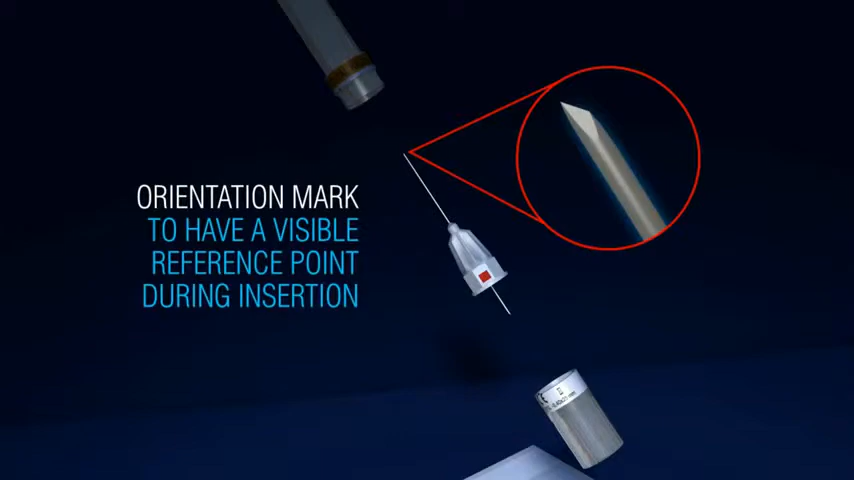 ORIENTATION MARK
TO HAVE A VISIBLE
REFERENCE POINT
DURING INSERTION